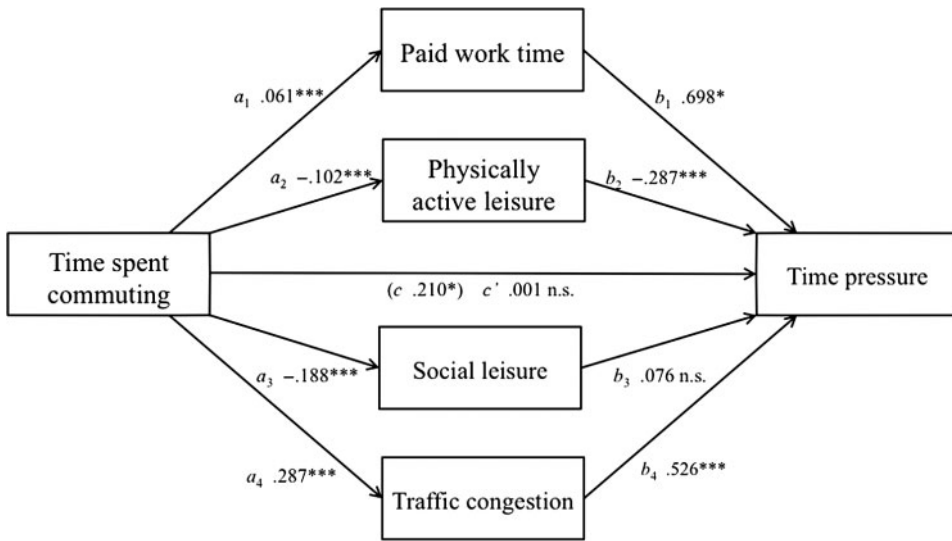 Paid work time
a₁ .061***
b₁ .698*
Physically
active leisure
a₂ –.102***
b₂ –.287***
Time spent
commuting
(c .210*) c' .001 n.s.
Time pressure
Social leisure
a₃ –.188***
b₃ .076 n.s.
a₄ .287***
b₄ .526***
Traffic congestion